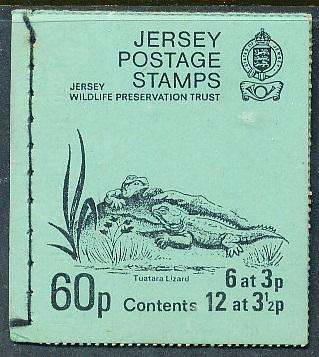 JERSEY
POSTAGE
STAMPS
JERSEY
WILDLIFE PRESERVATION TRUST
Tuatara Lizard
60p Contents 6 at 3p
12 at 3½p